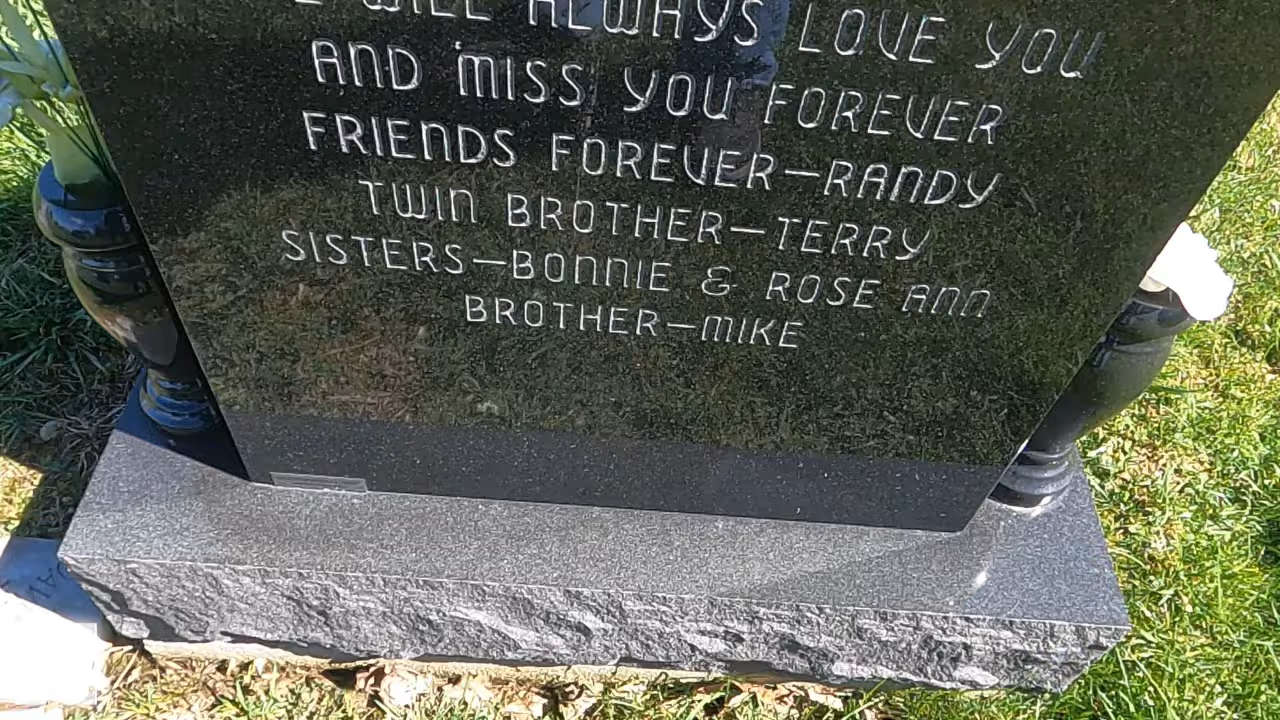 I WILL ALWAYS LOVE YOU
AND MISS YOU FOREVER
FRIENDS FOREVER—RANDY
TWIN BROTHER—TERRY
SISTERS—BONNIE & ROSE ANN
BROTHER—MIKE